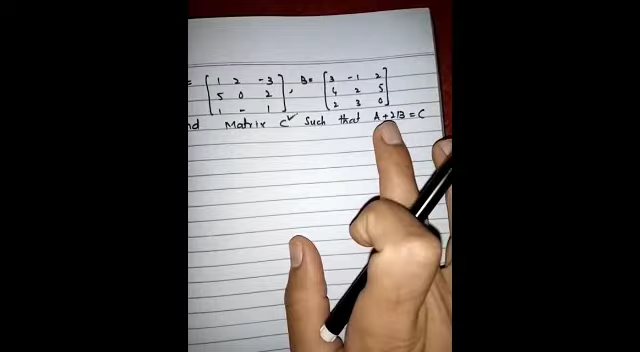 = [ 1 2 -3 ] , B= [ 3 -1 2 ]
5 0 2 4 2 5
1 - 1 2 3 0
nd Matrix C ✓ Such that A+2B=C